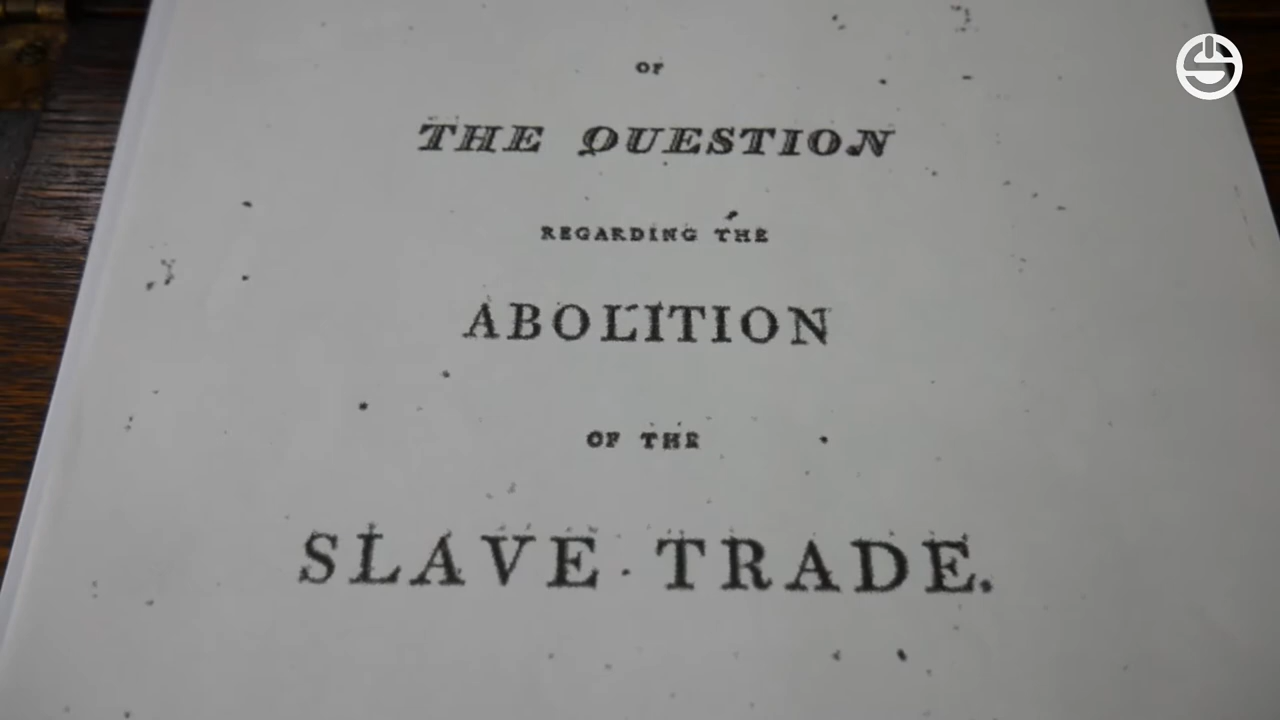 OF
THE QUESTION
REGARDING THE
ABOLITION
OF THE
SLAVE TRADE.